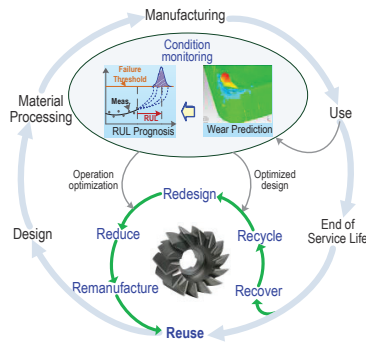 Manufacturing
Condition
monitoring
Failure
Threshold
Meas.
RUL
RUL Prognosis
Wear Prediction
Material
Processing
Use
Operation
optimization
Optimized
design
Redesign
Reduce
Recycle
Design
End of
Service Life
Remanufacture
Recover
Reuse